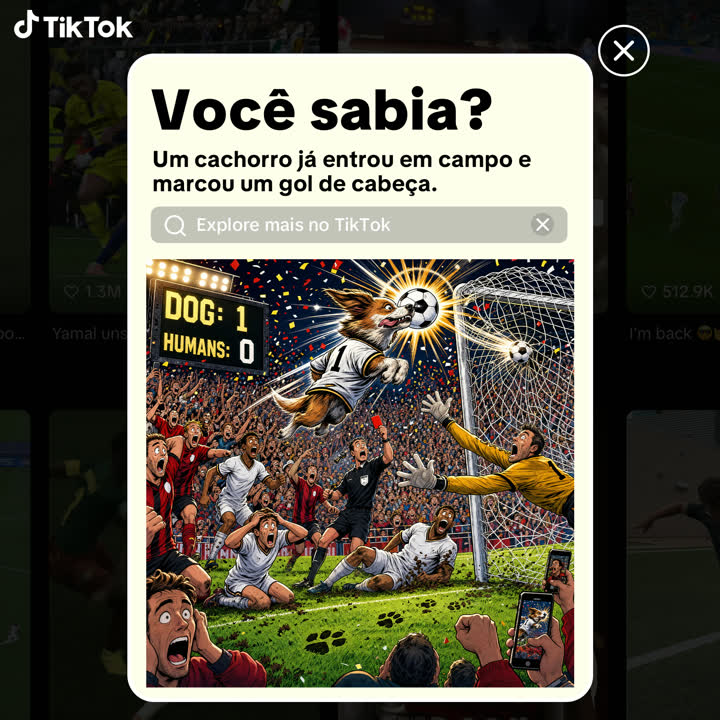 TikTok
Você sabia?
Um cachorro já entrou em campo e
marcou um gol de cabeça.
Explore mais no TikTok
DOG: 1
HUMANS: 0
1
1.3M
512.9K
Yamal uns
I'm back